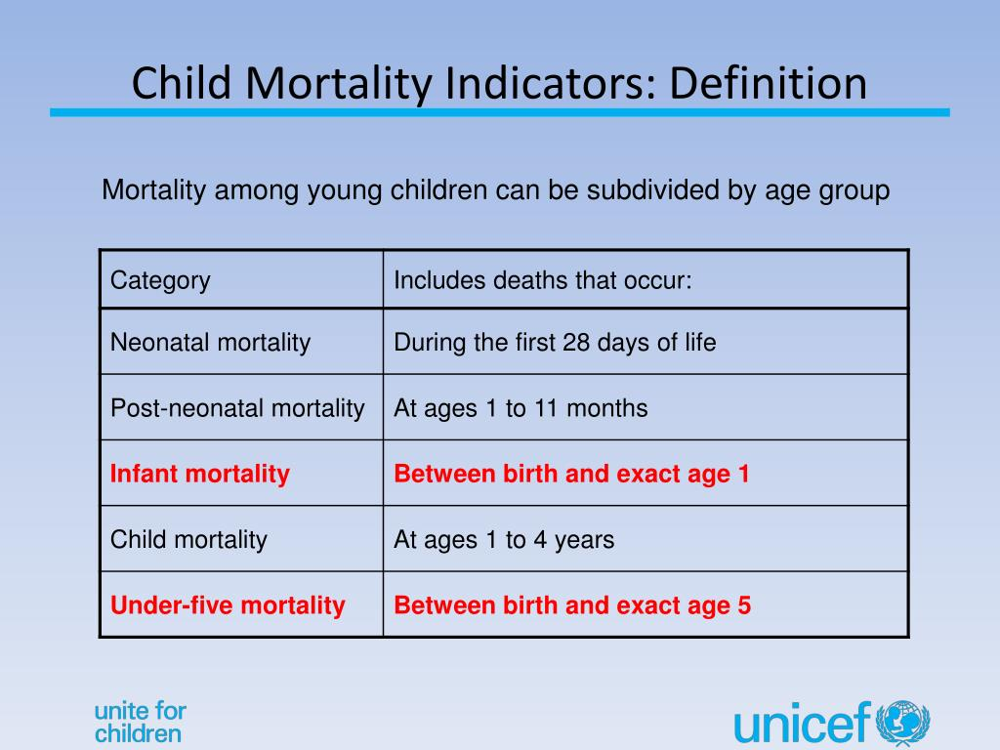 Child Mortality Indicators: Definition
Mortality among young children can be subdivided by age group
Category Includes deaths that occur:
Neonatal mortality During the first 28 days of life
Post-neonatal mortality At ages 1 to 11 months
Infant mortality Between birth and exact age 1
Child mortality At ages 1 to 4 years
Under-five mortality Between birth and exact age 5
unite for
children
unicef